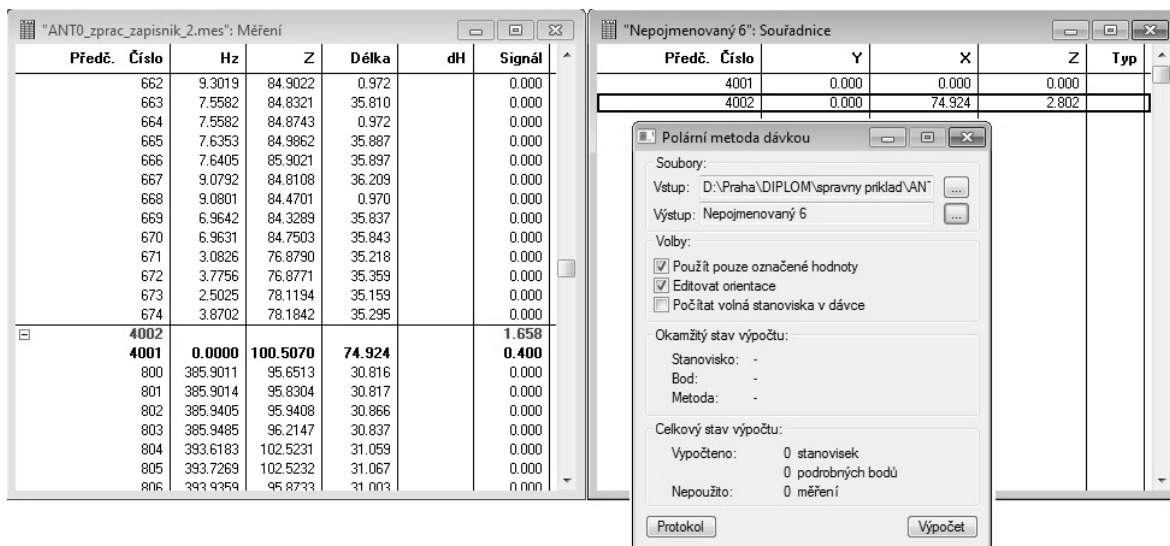 "ANT0_zprac_zapisnik_2.mes": Měření
Předč. Číslo Hz Z Délka dH Signál
662 9.3019 84.9022 0.972 0.000
663 7.5582 84.8321 35.810 0.000
664 7.5582 84.8743 0.972 0.000
665 7.6353 84.9862 35.887 0.000
666 7.6405 85.9021 35.897 0.000
667 9.0792 84.8108 36.209 0.000
668 9.0801 84.4701 0.970 0.000
669 6.9642 84.3289 35.837 0.000
670 6.9631 84.7503 35.843 0.000
671 3.0826 76.8790 35.218 0.000
672 3.7756 76.8771 35.359 0.000
673 2.5025 78.1194 35.159 0.000
674 3.8702 78.1842 35.295 0.000
4002 1.658
4001 0.0000 100.5070 74.924 0.400
800 385.9011 95.6513 30.816 0.000
801 385.9014 95.8304 30.817 0.000
802 385.9405 95.9408 30.866 0.000
803 385.9485 96.2147 30.837 0.000
804 393.6183 102.5231 31.059 0.000
805 393.7269 102.5232 31.067 0.000
806 393.9359 95.8733 31.003 0.000
"Nepojmenovaný 6": Souřadnice
Předč. Číslo Y X Z Typ
4001 0.000 0.000 0.000
4002 0.000 74.924 2.802
Polární metoda dávkou
Soubory:
Vstup: D:\Praha\DIPLOM\spravny priklad\AN ...
Výstup: Nepojmenovaný 6 ...
Volby:
Použít pouze označené hodnoty
Editovat orientace
Počítat volná stanoviska v dávce
Okamžitý stav výpočtu:
Stanovisko: -
Bod: -
Metoda: -
Celkový stav výpočtu:
Vypočteno: 0 stanovisek
0 podrobných bodů
Nepoužito: 0 měření
Protokol Výpočet